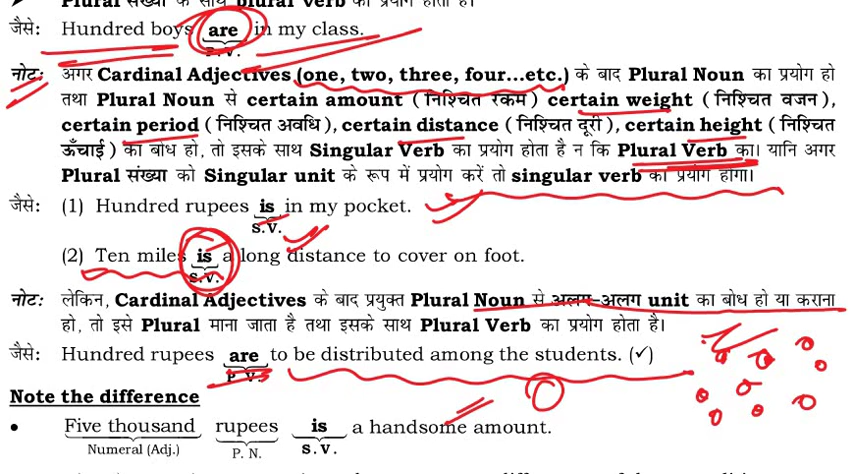 ➤ Plural संख्या के साथ plural verb का प्रयोग होता है।
जैसे: Hundred boys are in my class.
P.V.
नोट: अगर Cardinal Adjectives (one, two, three, four...etc.) के बाद Plural Noun का प्रयोग हो
तथा Plural Noun से certain amount (निश्चित रकम) certain weight (निश्चित वजन),
certain period (निश्चित अवधि), certain distance (निश्चित दूरी), certain height (निश्चित
ऊँचाई) का बोध हो, तो इसके साथ Singular Verb का प्रयोग होता है न कि Plural Verb का। यानि अगर
Plural संख्या को Singular unit के रूप में प्रयोग करें तो singular verb का प्रयोग होगा।
जैसे: (1) Hundred rupees is in my pocket.
S.V.
(2) Ten miles is a long distance to cover on foot.
S.V.
नोट: लेकिन, Cardinal Adjectives के बाद प्रयुक्त Plural Noun से अलग-अलग unit का बोध हो या कराना
हो, तो इसे Plural माना जाता है तथा इसके साथ Plural Verb का प्रयोग होता है।
जैसे: Hundred rupees are to be distributed among the students. (✓)
P.V.
Note the difference
• Five thousand rupees is a handsome amount.
Numeral (Adj.) P. N. S.V.